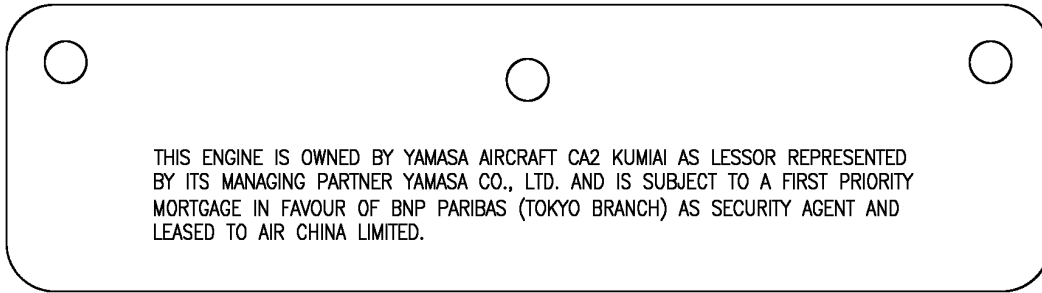 THIS ENGINE IS OWNED BY YAMASA AIRCRAFT CA2 KUMIAI AS LESSOR REPRESENTED
BY ITS MANAGING PARTNER YAMASA CO., LTD. AND IS SUBJECT TO A FIRST PRIORITY
MORTGAGE IN FAVOUR OF BNP PARIBAS (TOKYO BRANCH) AS SECURITY AGENT AND
LEASED TO AIR CHINA LIMITED.